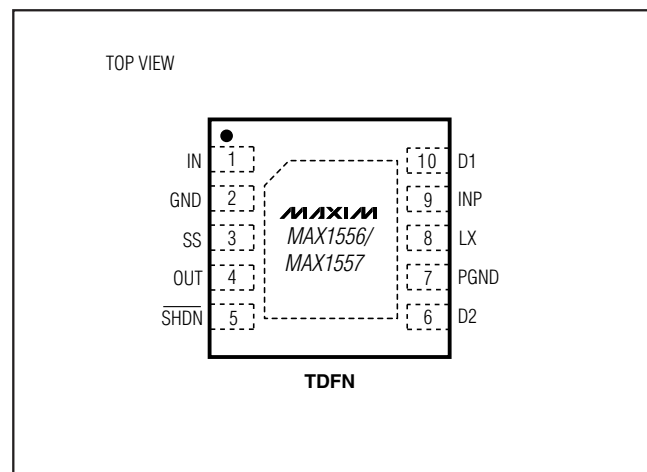 TOP VIEW
IN 1
GND 2
SS 3
OUT 4
SHDN 5
MAXIM
MAX1556/
MAX1557
10 D1
9 INP
8 LX
7 PGND
6 D2
TDFN